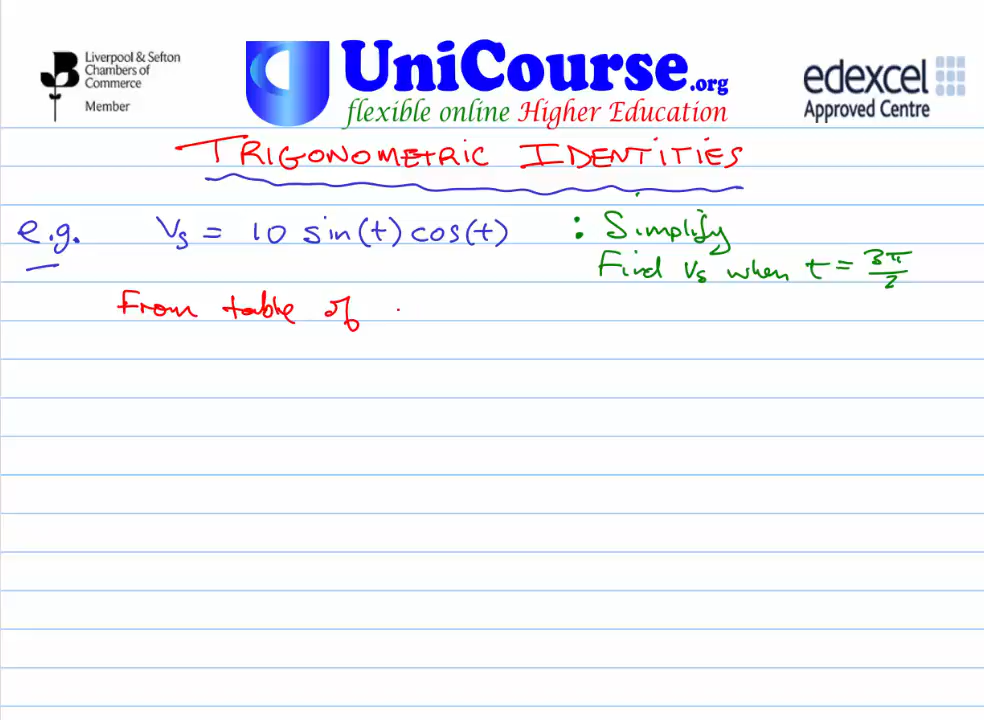 Liverpool & Sefton
Chambers of
Commerce
Member
UniCourse.org
flexible online Higher Education
edexcel
Approved Centre
TRIGONOMETRIC IDENTITIES
e.g. Vs = 10 sin(t) cos(t) : Simplify
Find Vs when t = 3π/2
From table of